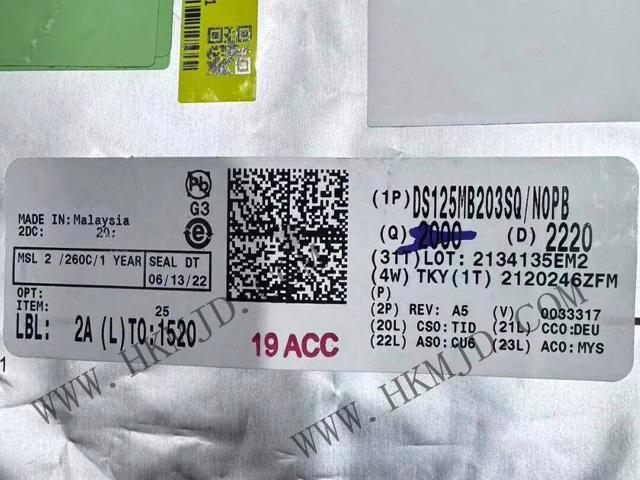 Pb
G3
e
MADE IN: Malaysia
2DC: 20:
MSL 2 /260C/1 YEAR
SEAL DT
06/13/22
OPT:
ITEM: 25
LBL: 2A (L)TO:1520
19 ACC
(1P) DS125MB203SQ/NOPB
(Q) 2000 (D) 2220
(31T)LOT: 2134135EM2
(4W) TKY(1T) 2120246ZFM
(P)
(2P) REV: A5 (V) 0033317
(20L) CSO:TID (21L) CCO:DEU
(22L) ASO:CU6 (23L) ACO:MYS
WWW.HKMJD.COM
WWW.HKMJD.COM